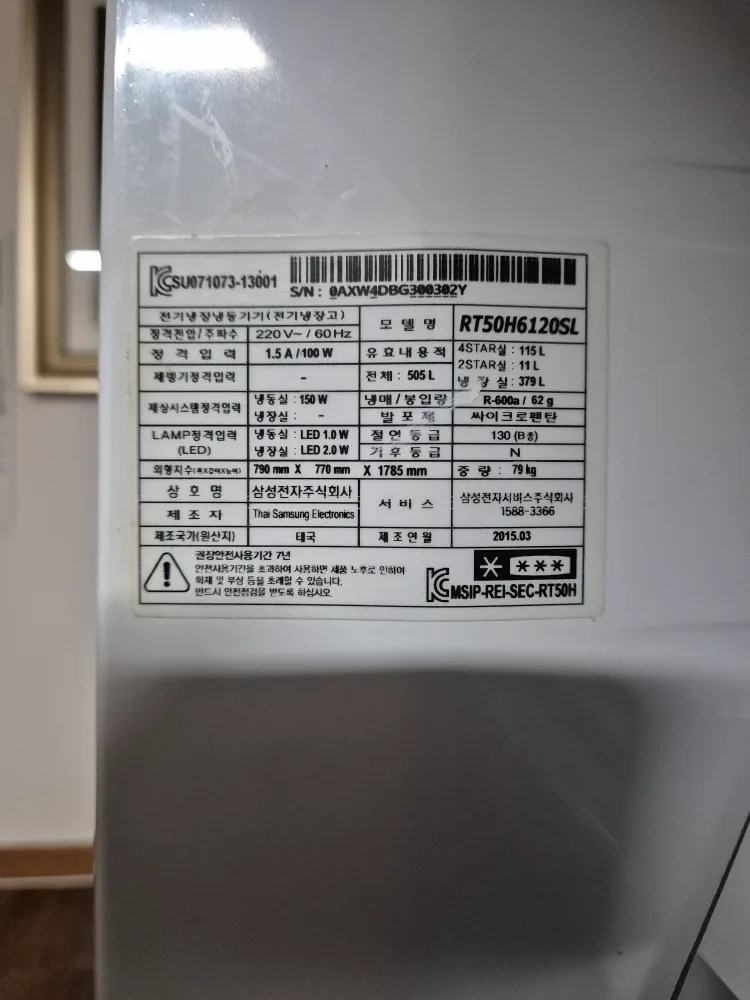 SU071073-13001
S/N : 0AXW4DBG300302Y
전기냉장냉동기기(전기냉장고)
모 델 명 RT50H6120SL
정격전압/주파수 220V~/60Hz
정 격 입 력 1.5 A / 100 W
유효내용적 4STAR실 : 115 L
2STAR실 : 11 L
냉 장 실 : 379 L
제빙기정격입력 -
전체 : 505 L
제상시스템정격입력 냉동실 : 150 W
냉장실 : -
냉매/봉입량 R-600a / 62 g
발 포 제 싸이크로펜탄
LAMP정격입력 (LED) 냉동실 : LED 1.0 W
냉장실 : LED 2.0 W
절연등급 130 (B종)
기후등급 N
외형치수(폭X깊이X높이) 790 mm X 770 mm X 1785 mm
중 량 : 79 kg
상 호 명 삼성전자주식회사
제 조 자 Thai Samsung Electronics
서 비 스 삼성전자서비스주식회사
1588-3366
제조국가(원산지) 태국
제조연월 2015.03
권장안전사용기간 7년
안전사용기간을 초과하여 사용하면 제품 노후로 인하여
화재 및 부상 등을 초래할 수 있습니다.
반드시 안전점검을 받도록 하십시오.
* ***
MSIP-REI-SEC-RT50H